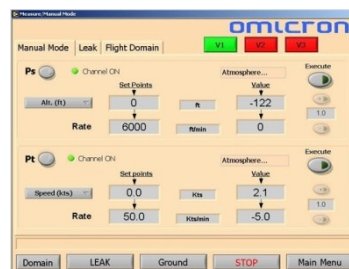 Measure/Manual Mode
omicron
Manual Mode Leak Flight Domain V1 V2 V3
Ps Channel ON Atmosphere... Execute
Set Points Value
Alt. (ft) 0 ft -122
1.0
Rate 6000 ft/min 0
Pt Channel ON Atmosphere... Execute
Set points Value
Speed (kts) 0.0 Kts 2.1
1.0
Rate 50.0 Kts/min -5.0
Domain LEAK Ground STOP Main Menu